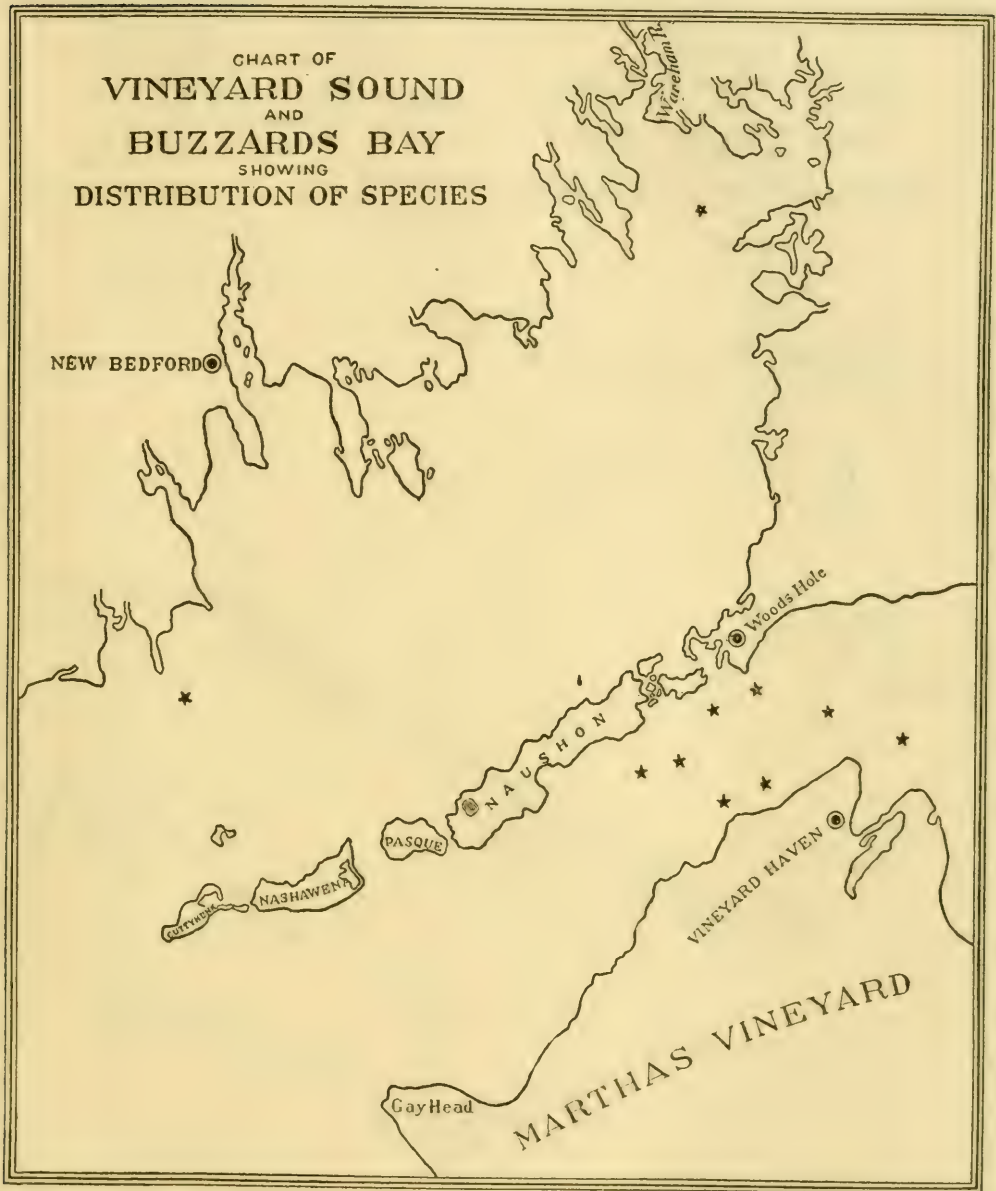 CHART OF
VINEYARD SOUND
AND
BUZZARDS BAY
SHOWING
DISTRIBUTION OF SPECIES
Wareham R.
NEW BEDFORD
Woods Hole
NAUSHON
PASQUE
NASHAWENA
CUTTYHUNK
VINEYARD HAVEN
MARTHAS VINEYARD
Gay Head